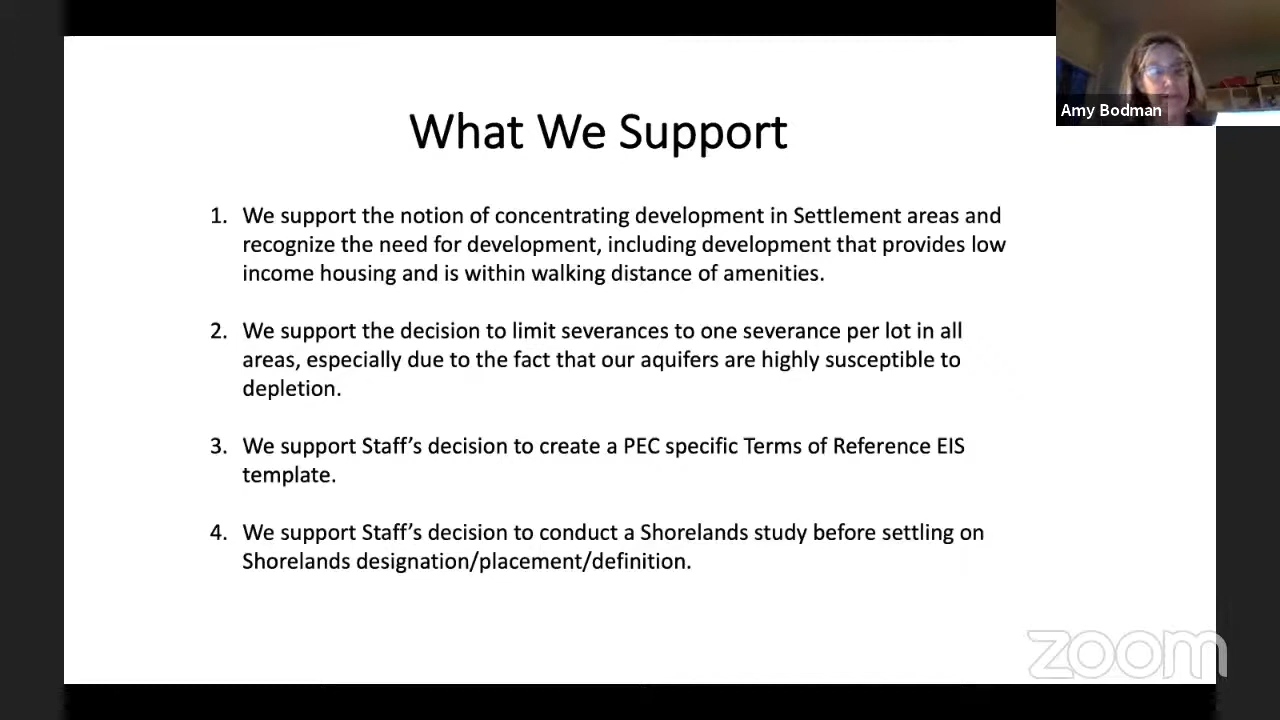 Amy Bodman
What We Support
1. We support the notion of concentrating development in Settlement areas and
recognize the need for development, including development that provides low
income housing and is within walking distance of amenities.
2. We support the decision to limit severances to one severance per lot in all
areas, especially due to the fact that our aquifers are highly susceptible to
depletion.
3. We support Staff’s decision to create a PEC specific Terms of Reference EIS
template.
4. We support Staff’s decision to conduct a Shorelands study before settling on
Shorelands designation/placement/definition.
zoom